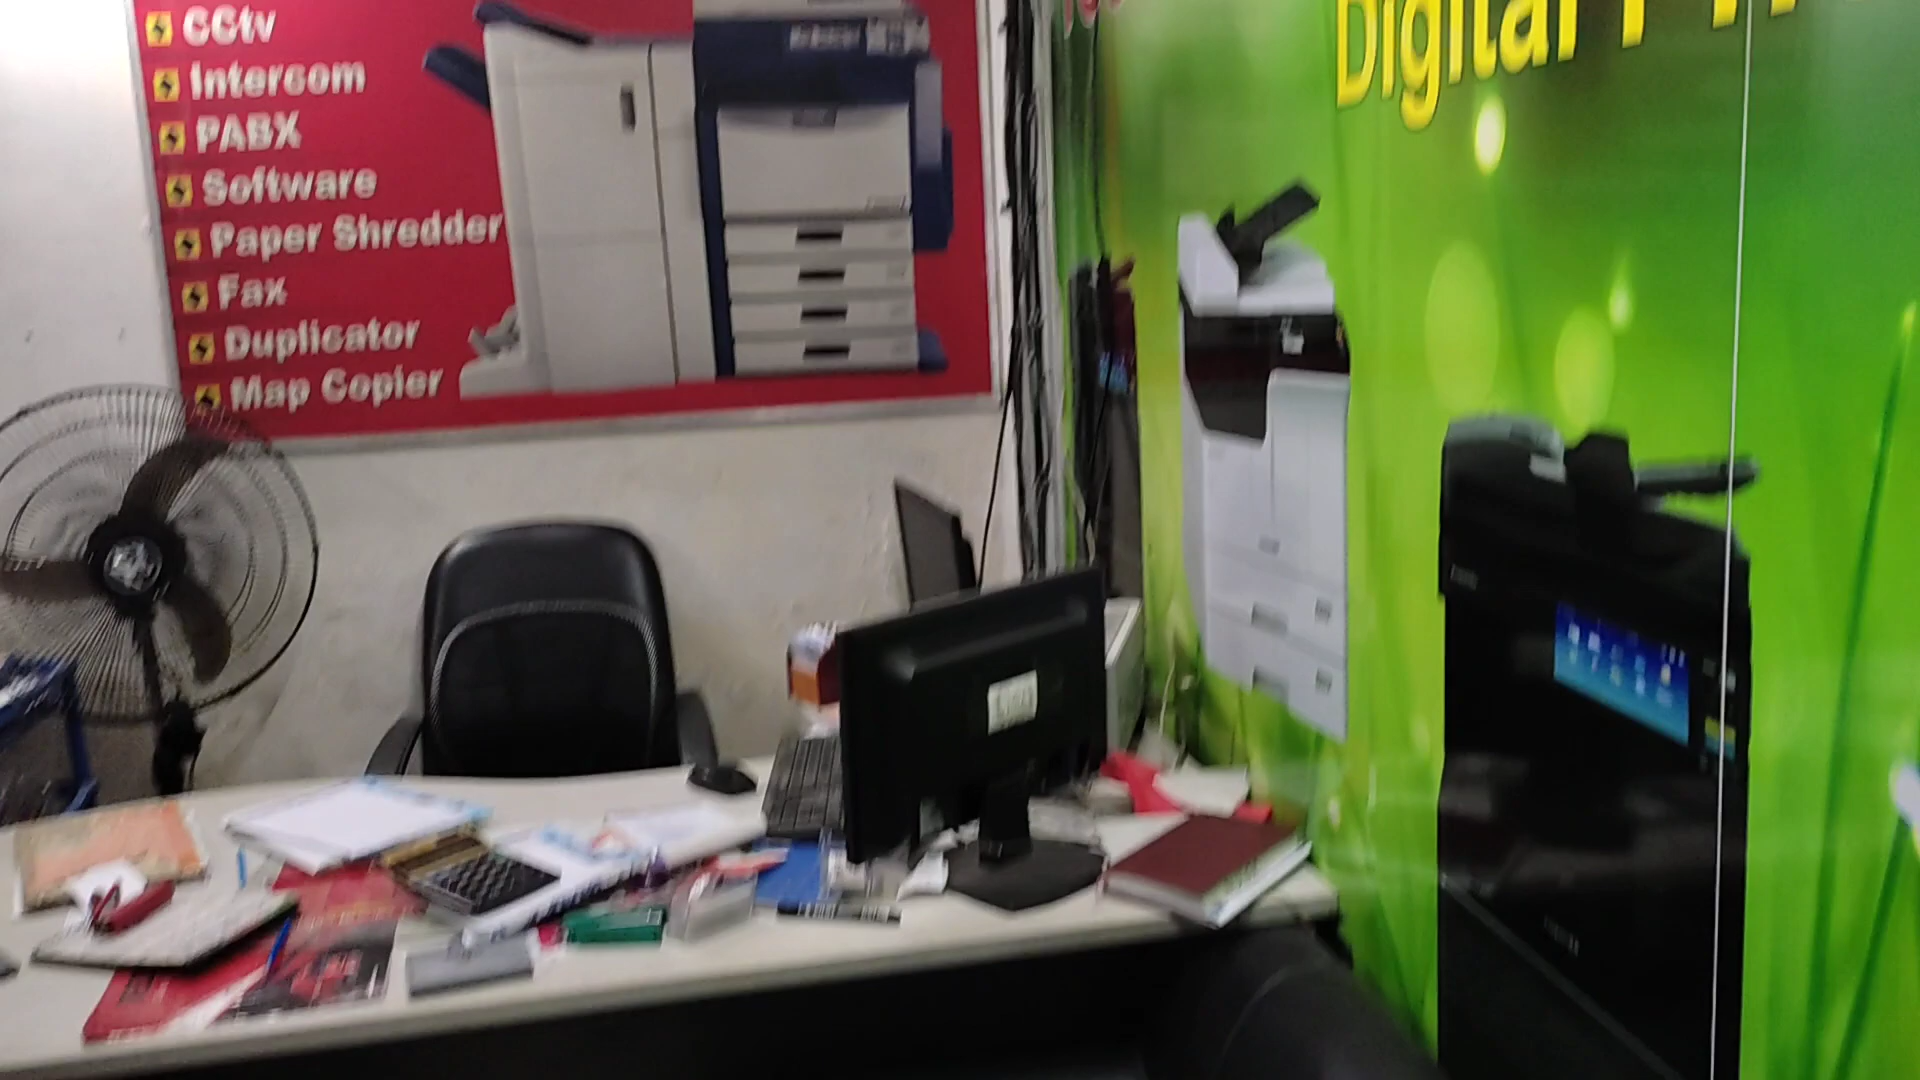 CCtv
Intercom
PABX
Software
Paper Shredder
Fax
Duplicator
Map Copier
Digital